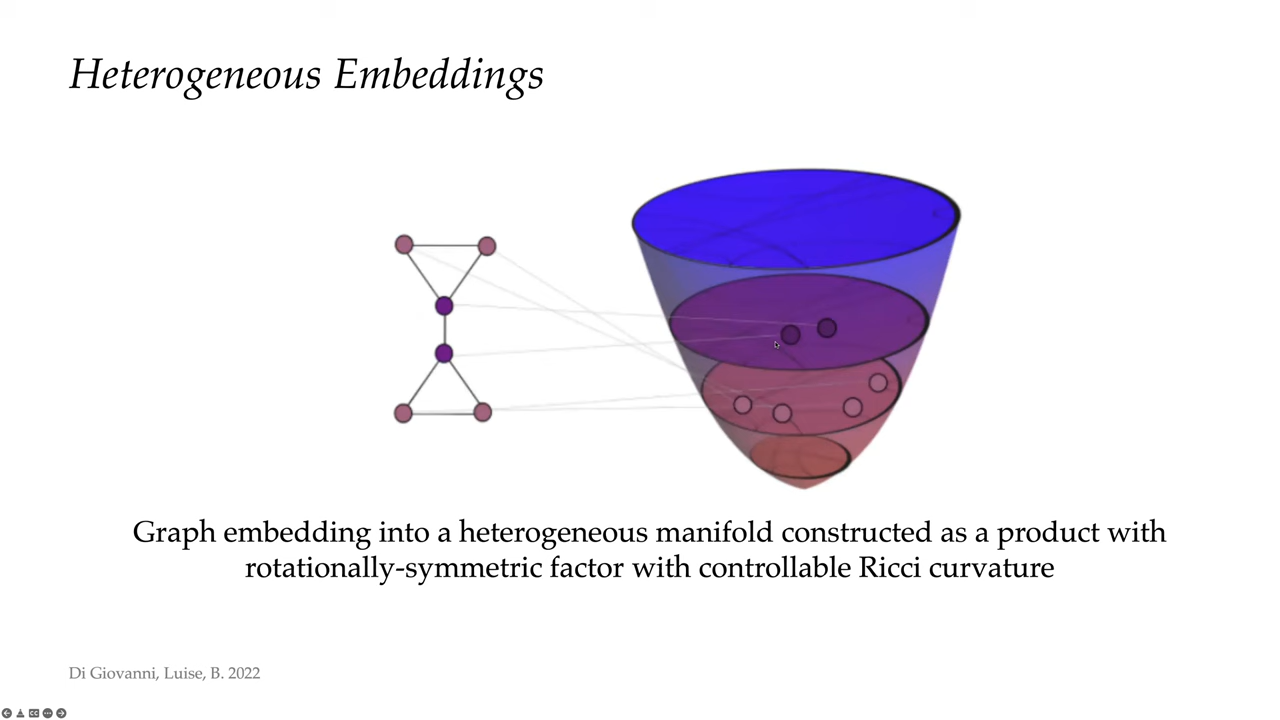 Heterogeneous Embeddings
Graph embedding into a heterogeneous manifold constructed as a product with
rotationally-symmetric factor with controllable Ricci curvature
Di Giovanni, Luise, B. 2022